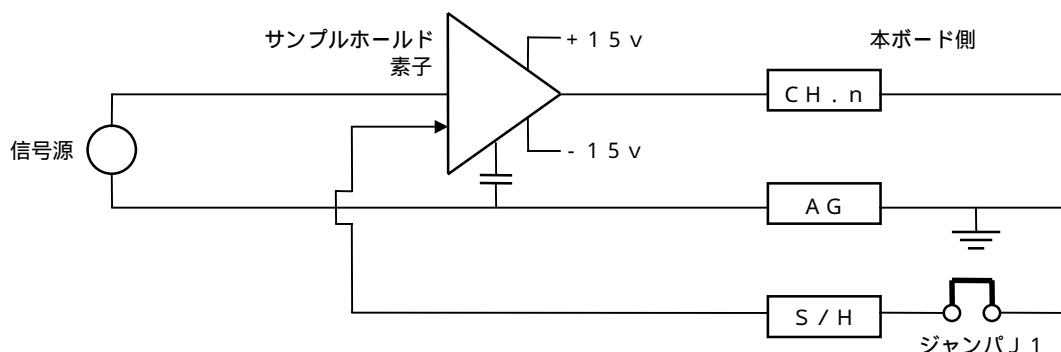 サンプルホールド
素子
+15v
本ボード側
CH.n
信号源
-15v
AG
S/H
ジャンパJ1